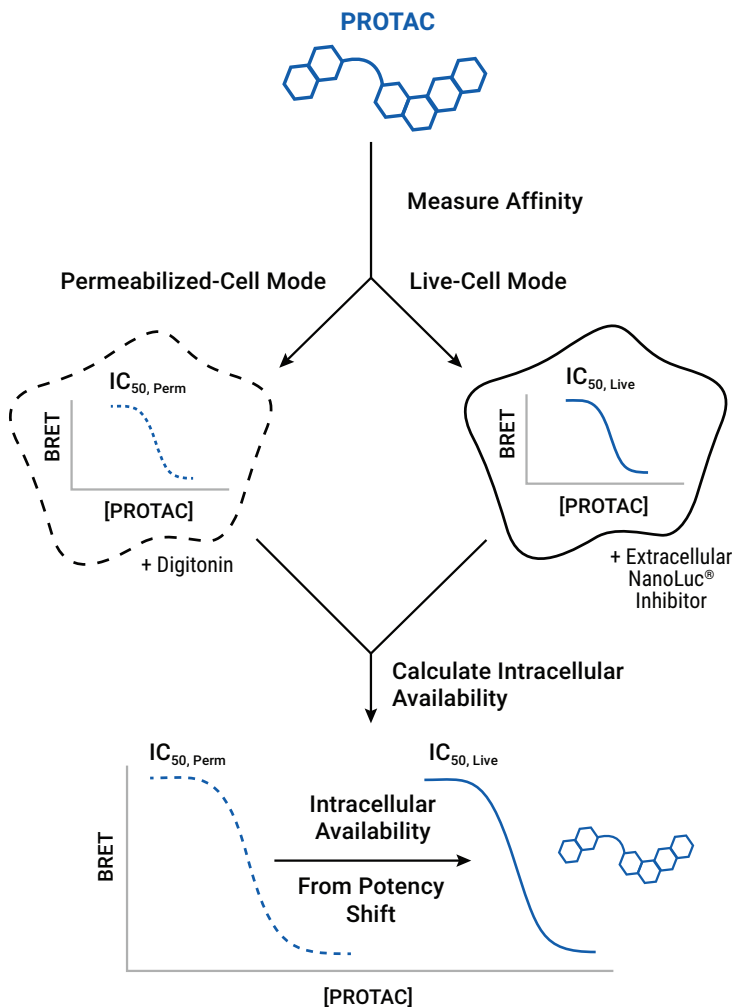 PROTAC
Measure Affinity
Permeabilized-Cell Mode
Live-Cell Mode
IC50, Perm
BRET
[PROTAC]
+ Digitonin
IC50, Live
BRET
[PROTAC]
+ Extracellular
NanoLuc®
Inhibitor
Calculate Intracellular
Availability
IC50, Perm
IC50, Live
BRET
Intracellular
Availability
From Potency
Shift
[PROTAC]